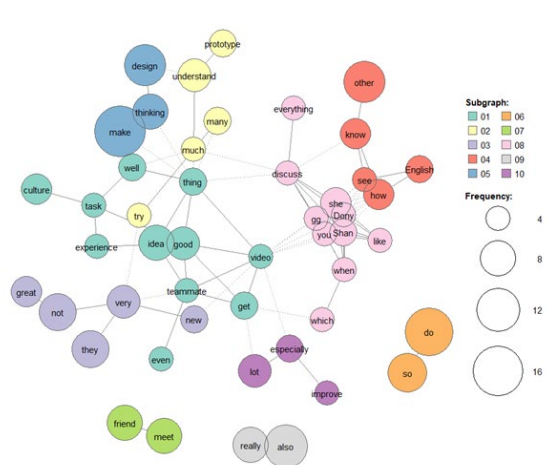 prototype
design
understand
other
thinking
everything
many
make
know
much
well
discuss
English
thing
see
culture
how
task
she
try
gg
Dony
you
Shan
idea
good
like
experience
video
when
teammate
great
very
get
not
new
which
do
they
especially
even
lot
so
improve
friend
meet
really
also
Subgraph:
01 06
02 07
03 08
04 09
05 10
Frequency:
4
8
12
16